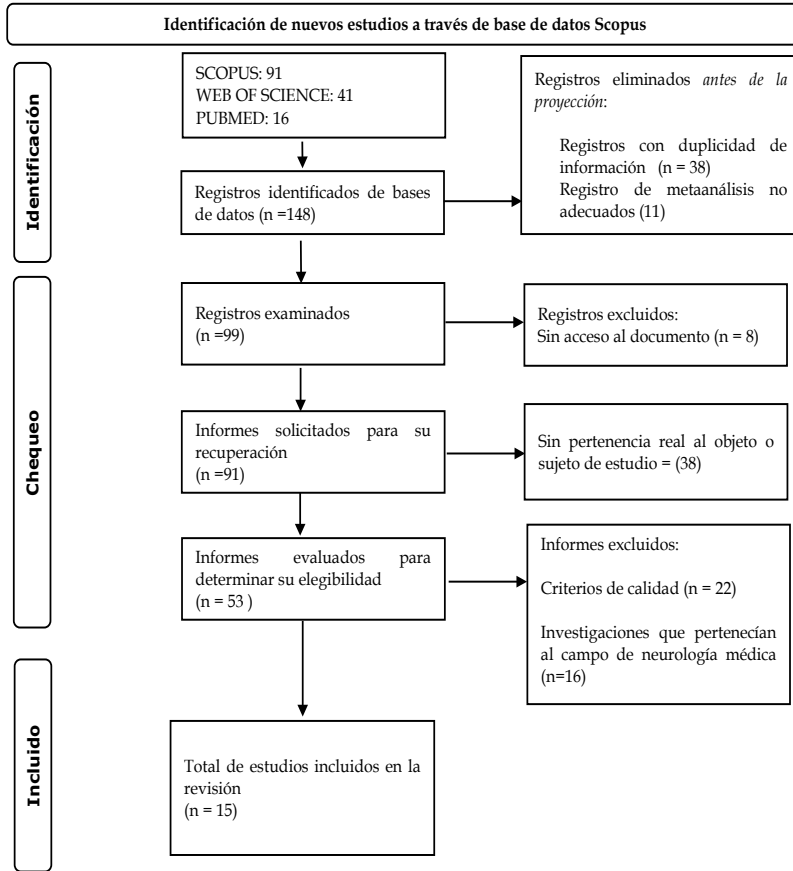 Identificación de nuevos estudios a través de base de datos Scopus
Identificación
SCOPUS: 91
WEB OF SCIENCE: 41
PUBMED: 16
Registros eliminados antes de la
proyección:
Registros con duplicidad de
información (n = 38)
Registro de metaanálisis no
adecuados (11)
Registros identificados de bases
de datos (n =148)
Chequeo
Registros examinados
(n =99)
Registros excluidos:
Sin acceso al documento (n = 8)
Informes solicitados para su
recuperación
(n =91)
Sin pertenencia real al objeto o
sujeto de estudio = (38)
Informes evaluados para
determinar su elegibilidad
(n = 53 )
Informes excluidos:
Criterios de calidad (n = 22)
Investigaciones que pertenecían
al campo de neurología médica
(n=16)
Incluido
Total de estudios incluidos en la
revisión
(n = 15)